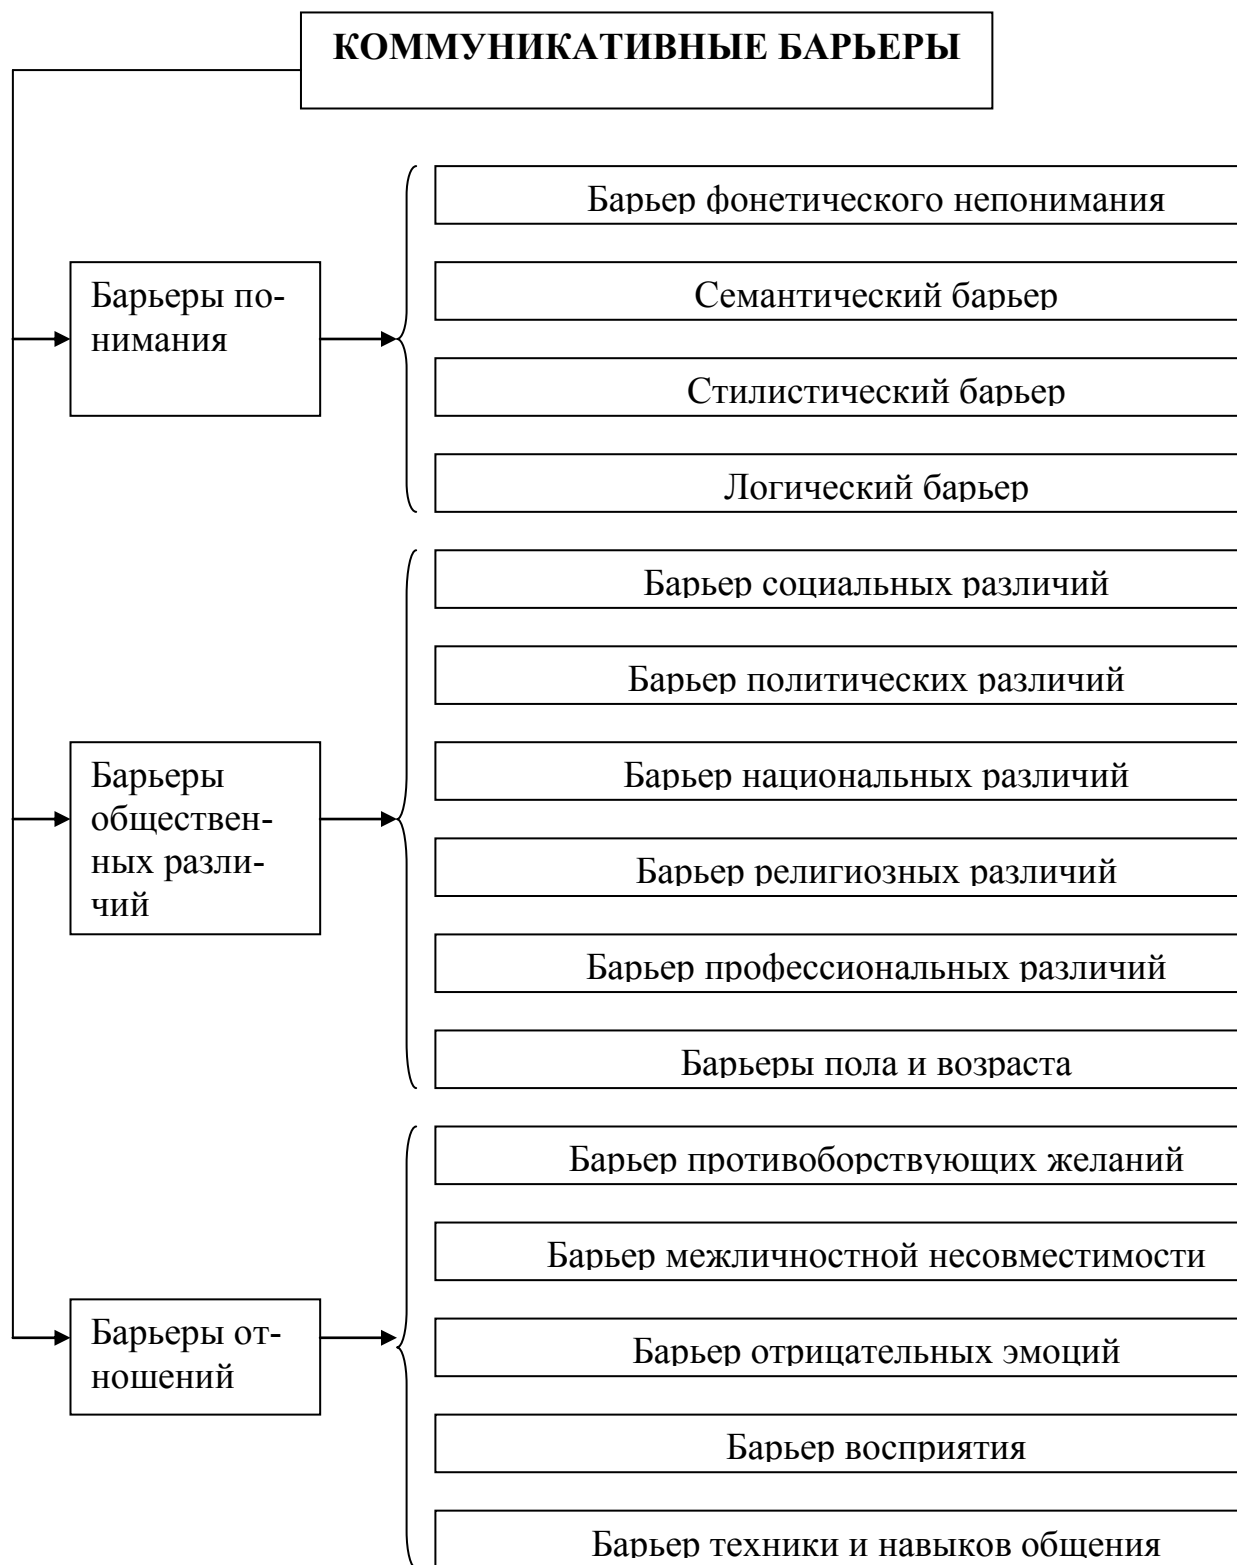 КОММУНИКАТИВНЫЕ БАРЬЕРЫ
Барьеры по-
нимания
Барьер фонетического непонимания
Семантический барьер
Стилистический барьер
Логический барьер
Барьеры
обществен-
ных разли-
чий
Барьер социальных различий
Барьер политических различий
Барьер национальных различий
Барьер религиозных различий
Барьер профессиональных различий
Барьеры пола и возраста
Барьеры от-
ношений
Барьер противоборствующих желаний
Барьер межличностной несовместимости
Барьер отрицательных эмоций
Барьер восприятия
Барьер техники и навыков общения